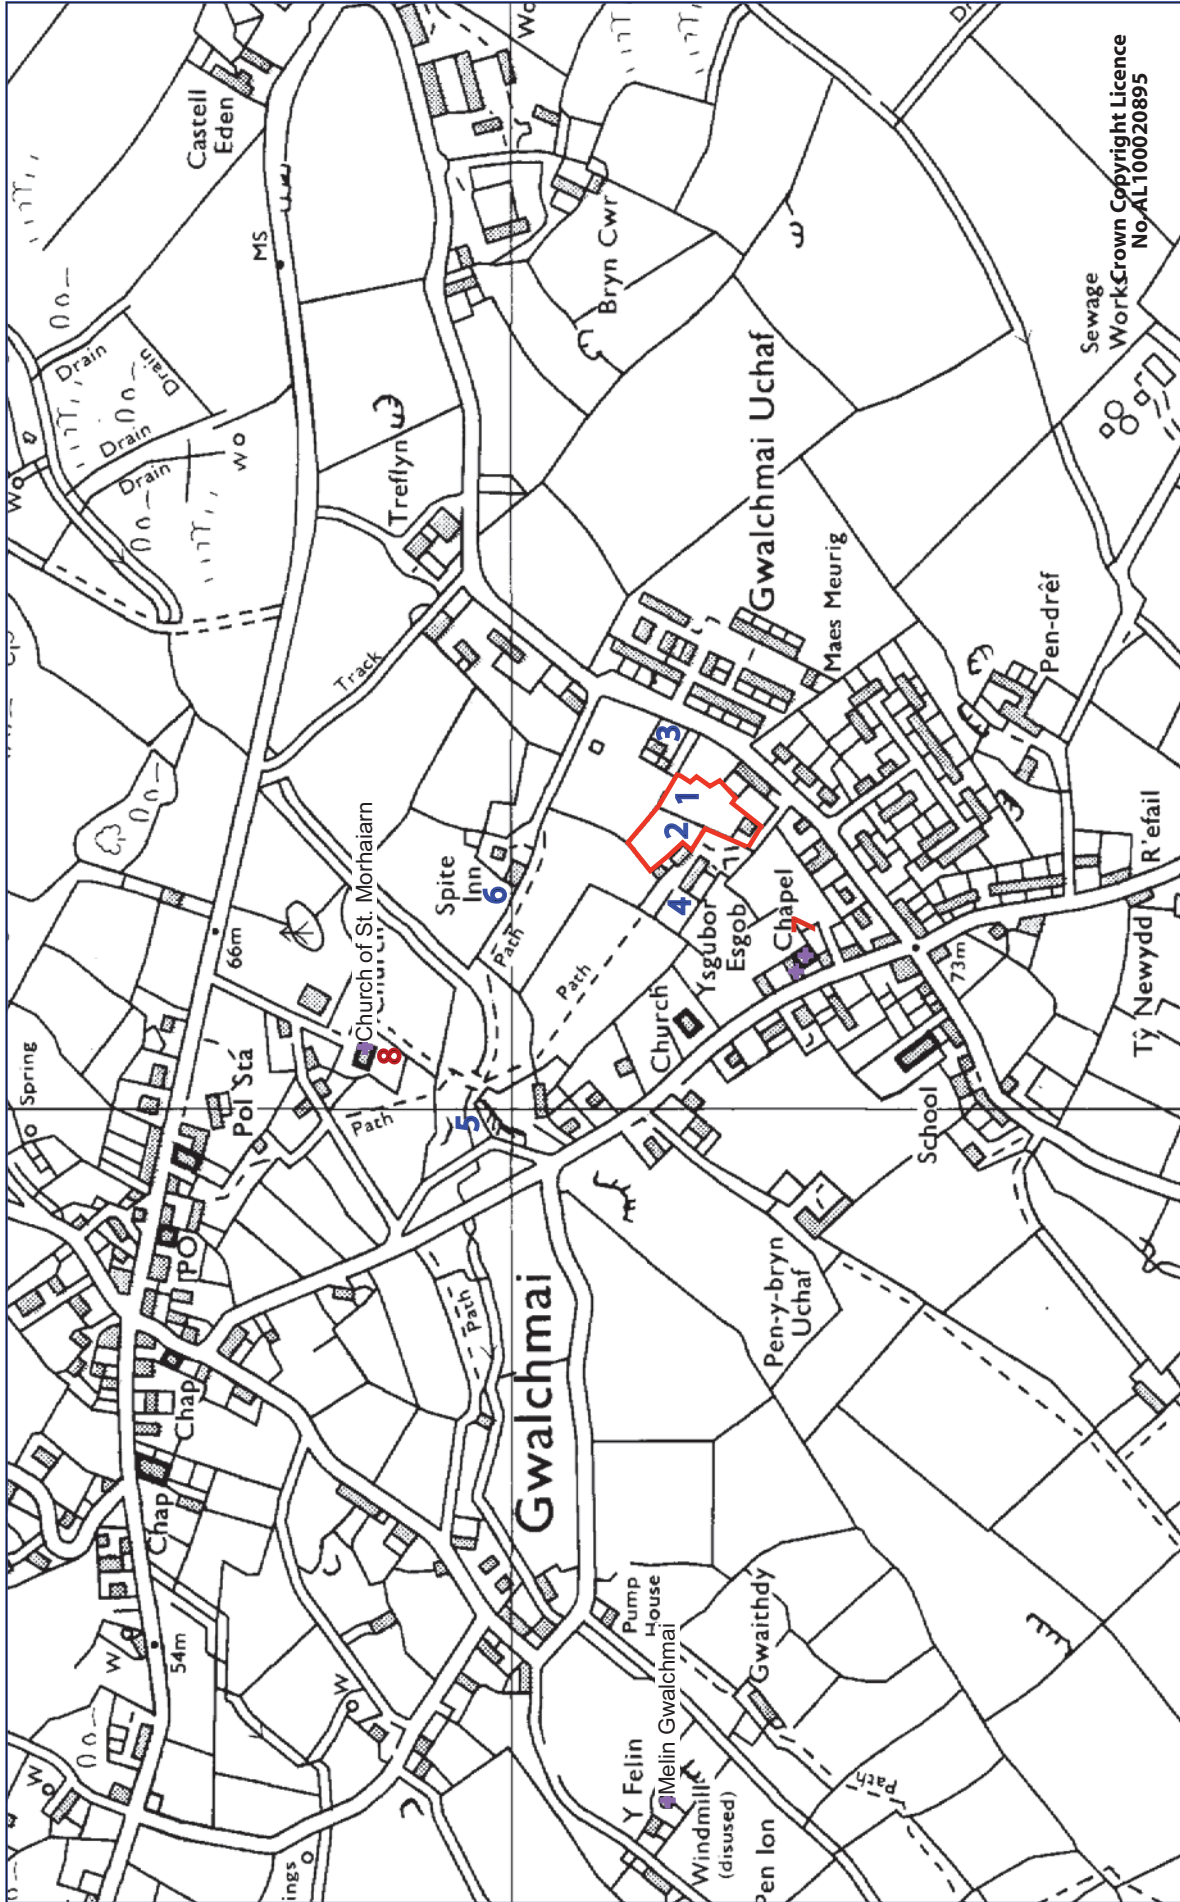 Castell
Eden
MS
Drain
Drain
Drain
Drain
W
Wo
Treflyn
Track
Bryn Cwr
Spring
66m
Pol Sta
PO
Chap
Chap
W
54m
W
W
Church of St. Morhaiarn
Church
8
Path
Spite
Inn
6
Path
Path
5
Path
Gwalchmai
Gwalchmai Uchaf
Maes Meurig
1
2
3
4
Ysgubor
Esgob
Chapel
7
Church
73m
School
Pen-drêf
R'efail
Tŷ Newydd
Sewage
Works
Crown Copyright Licence
No. AL100020895
Pen-y-bryn
Uchaf
Pump
House
Gwaithdy
Y Felin
Melin Gwalchmai
Windmill
(disused)
Path
Pen Ion
ings